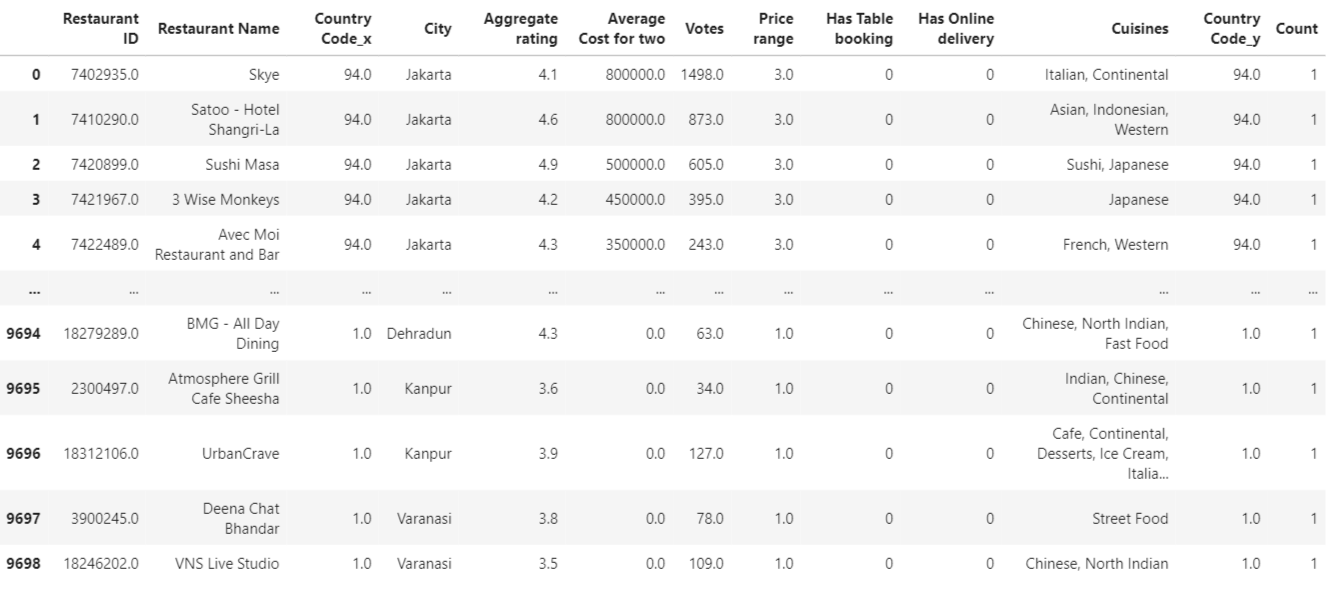 Restaurant ID Restaurant Name Country Code_x City Aggregate rating Average Cost for two Votes Price range Has Table booking Has Online delivery Cuisines Country Code_y Count
0 7402935.0 Skye 94.0 Jakarta 4.1 800000.0 1498.0 3.0 0 0 Italian, Continental 94.0 1
1 7410290.0 Satoo - Hotel Shangri-La 94.0 Jakarta 4.6 800000.0 873.0 3.0 0 0 Asian, Indonesian, Western 94.0 1
2 7420899.0 Sushi Masa 94.0 Jakarta 4.9 500000.0 605.0 3.0 0 0 Sushi, Japanese 94.0 1
3 7421967.0 3 Wise Monkeys 94.0 Jakarta 4.2 450000.0 395.0 3.0 0 0 Japanese 94.0 1
4 7422489.0 Avec Moi Restaurant and Bar 94.0 Jakarta 4.3 350000.0 243.0 3.0 0 0 French, Western 94.0 1
... ... ... ... ... ... ... ... ... ... ... ... ... ...
9694 18279289.0 BMG - All Day Dining 1.0 Dehradun 4.3 0.0 63.0 1.0 0 0 Chinese, North Indian, Fast Food 1.0 1
9695 2300497.0 Atmosphere Grill Cafe Sheesha 1.0 Kanpur 3.6 0.0 34.0 1.0 0 0 Indian, Chinese, Continental 1.0 1
9696 18312106.0 UrbanCrave 1.0 Kanpur 3.9 0.0 127.0 1.0 0 0 Cafe, Continental, Desserts, Ice Cream, Italia... 1.0 1
9697 3900245.0 Deena Chat Bhandar 1.0 Varanasi 3.8 0.0 78.0 1.0 0 0 Street Food 1.0 1
9698 18246202.0 VNS Live Studio 1.0 Varanasi 3.5 0.0 109.0 1.0 0 0 Chinese, North Indian 1.0 1